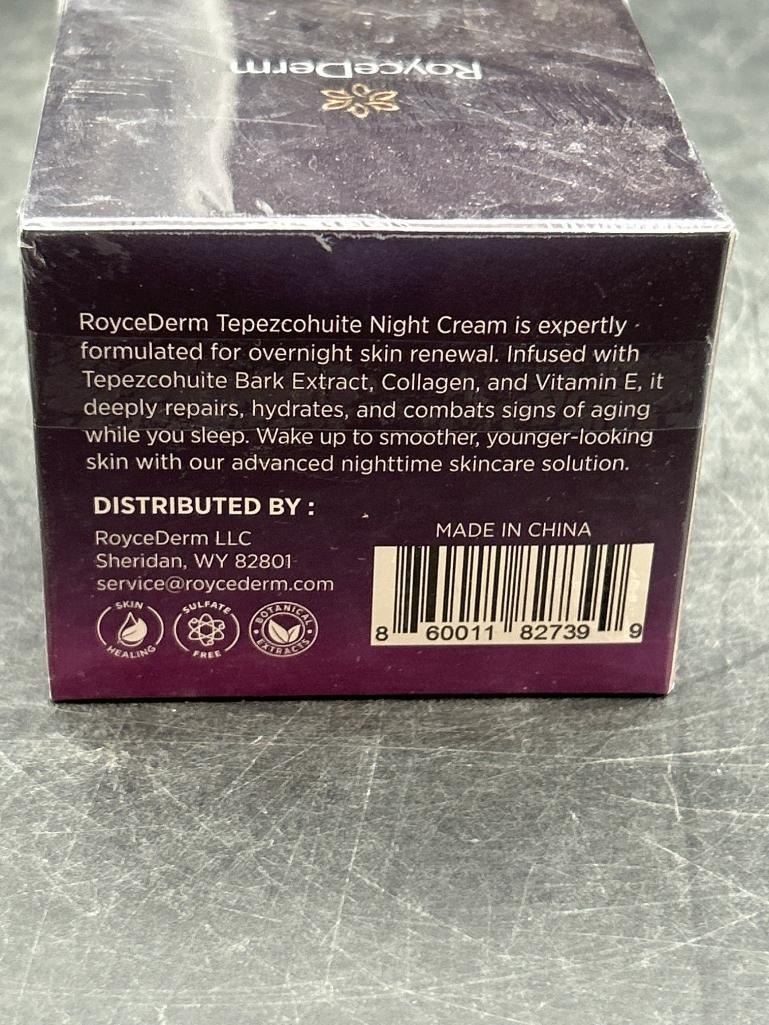 RoyceDerm
RoyceDerm Tepezcohuite Night Cream is expertly
formulated for overnight skin renewal. Infused with
Tepezcohuite Bark Extract, Collagen, and Vitamin E, it
deeply repairs, hydrates, and combats signs of aging
while you sleep. Wake up to smoother, younger-looking
skin with our advanced nighttime skincare solution.
DISTRIBUTED BY :
RoyceDerm LLC
Sheridan, WY 82801
service@roycederm.com
SKIN HEALING
SULFATE FREE
BOTANICAL EXTRACTS
MADE IN CHINA
8 60011 82739 9